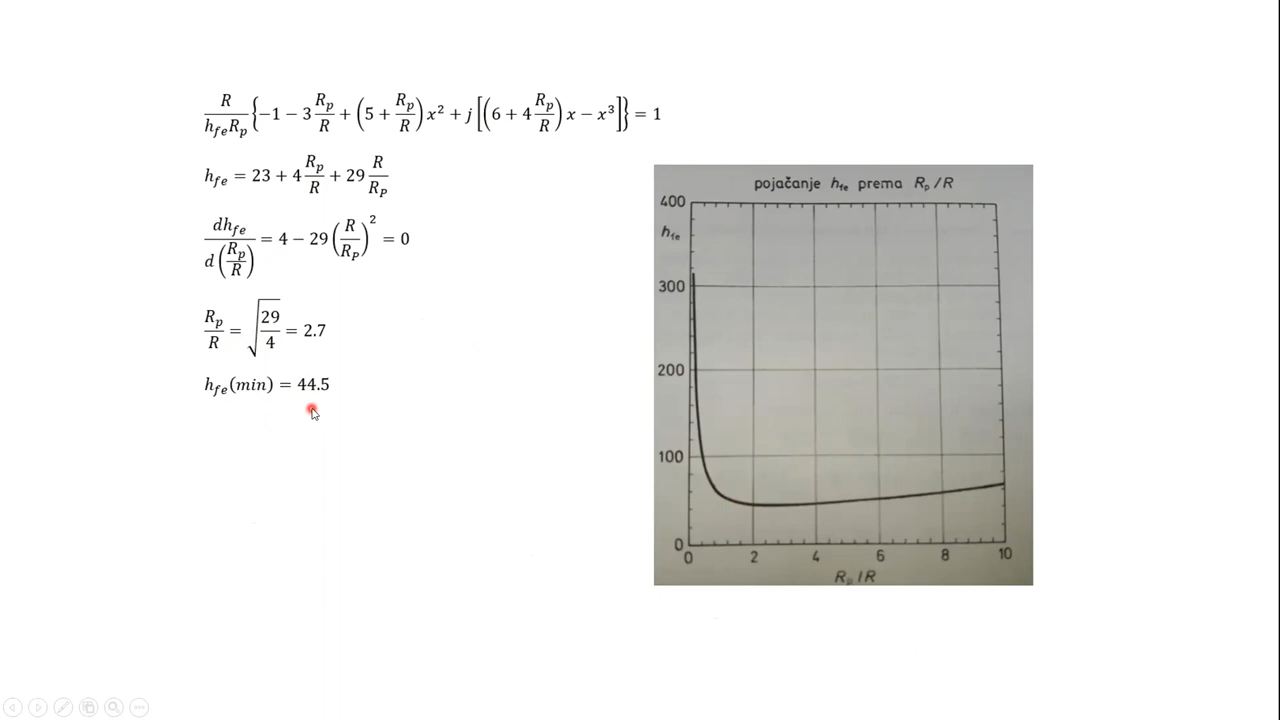 R/(h_fe R_p) {−1 − 3 R_p/R + (5 + R_p/R) x² + j [(6 + 4 R_p/R) x − x³]} = 1
h_fe = 23 + 4 R_p/R + 29 R/R_P
dh_fe/d(R_p/R) = 4 − 29 (R/R_P)² = 0
R_p/R = √(29/4) = 2.7
h_fe(min) = 44.5
pojačanje h_fe prema R_p/R
400
h_fe
300
200
100
0
0 2 4 6 8 10
R_p/R